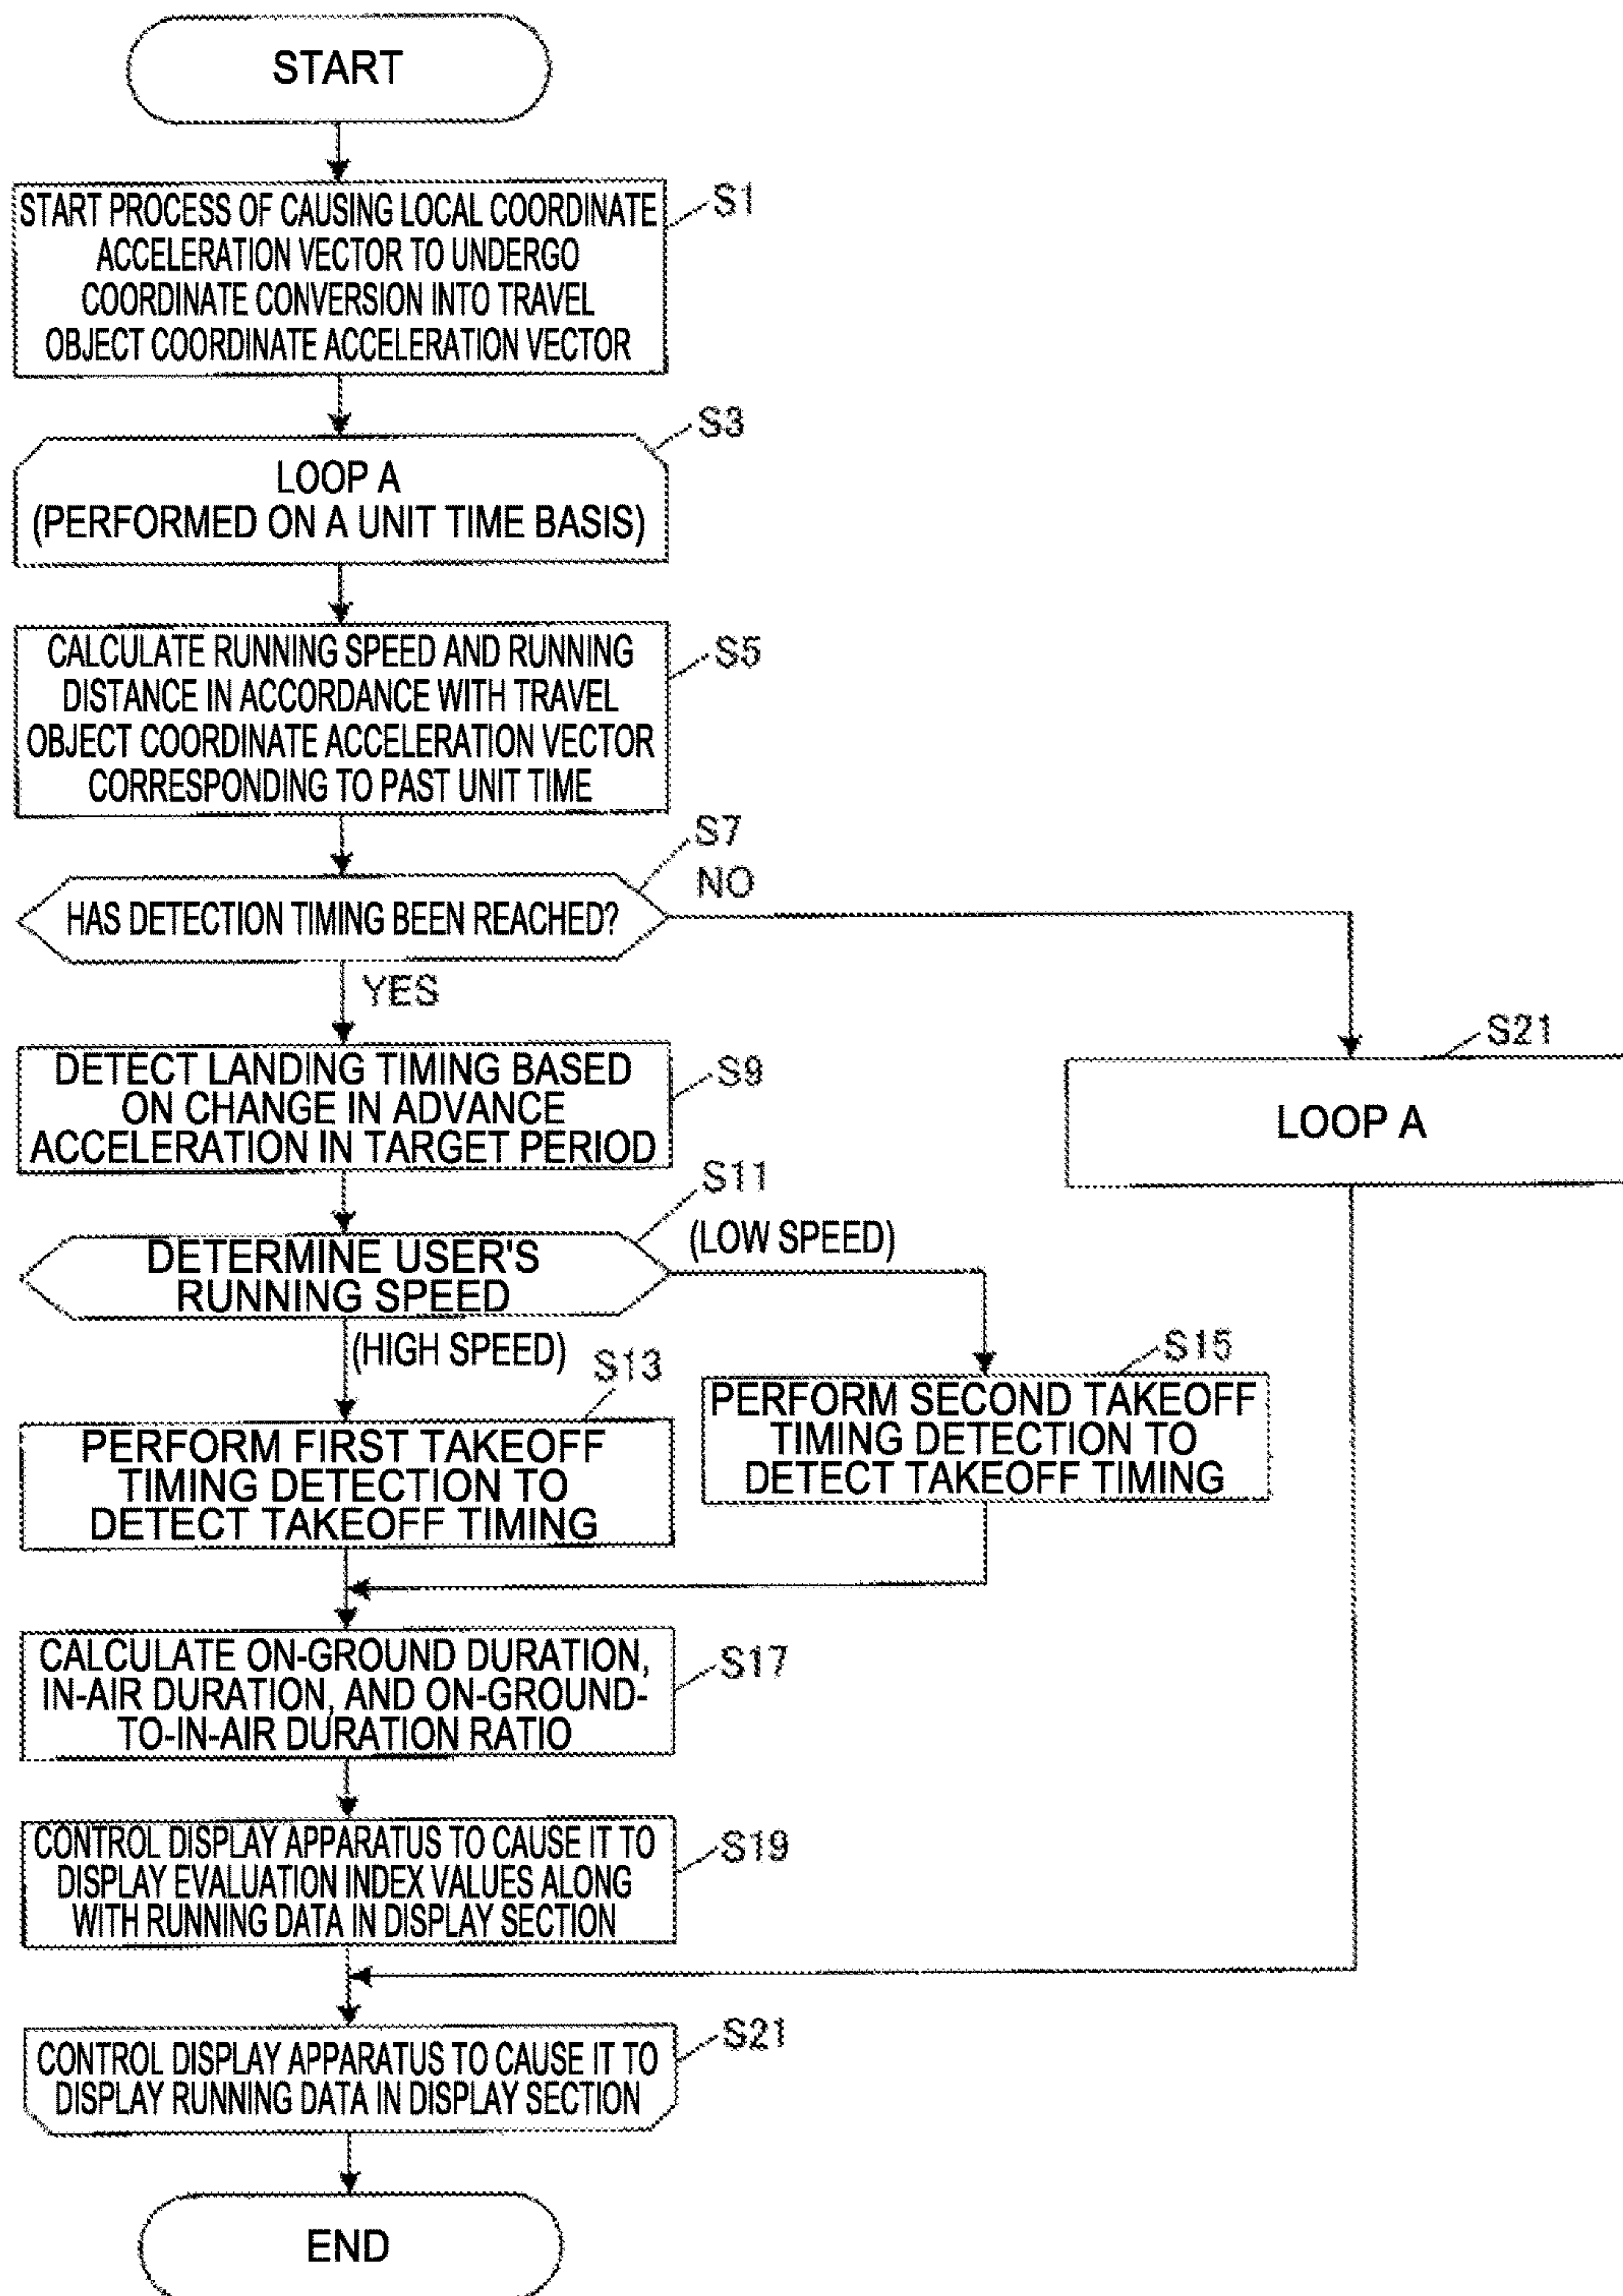 START
S1
START PROCESS OF CAUSING LOCAL COORDINATE
ACCELERATION VECTOR TO UNDERGO
COORDINATE CONVERSION INTO TRAVEL
OBJECT COORDINATE ACCELERATION VECTOR
S3
LOOP A
(PERFORMED ON A UNIT TIME BASIS)
S5
CALCULATE RUNNING SPEED AND RUNNING
DISTANCE IN ACCORDANCE WITH TRAVEL
OBJECT COORDINATE ACCELERATION VECTOR
CORRESPONDING TO PAST UNIT TIME
S7
NO
HAS DETECTION TIMING BEEN REACHED?
YES
S9
DETECT LANDING TIMING BASED
ON CHANGE IN ADVANCE
ACCELERATION IN TARGET PERIOD
S21
LOOP A
S11
(LOW SPEED)
DETERMINE USER'S
RUNNING SPEED
(HIGH SPEED)
S13
PERFORM FIRST TAKEOFF
TIMING DETECTION TO
DETECT TAKEOFF TIMING
S15
PERFORM SECOND TAKEOFF
TIMING DETECTION TO
DETECT TAKEOFF TIMING
S17
CALCULATE ON-GROUND DURATION,
IN-AIR DURATION, AND ON-GROUND-
TO-IN-AIR DURATION RATIO
S19
CONTROL DISPLAY APPARATUS TO CAUSE IT TO
DISPLAY EVALUATION INDEX VALUES ALONG
WITH RUNNING DATA IN DISPLAY SECTION
S21
CONTROL DISPLAY APPARATUS TO CAUSE IT TO
DISPLAY RUNNING DATA IN DISPLAY SECTION
END